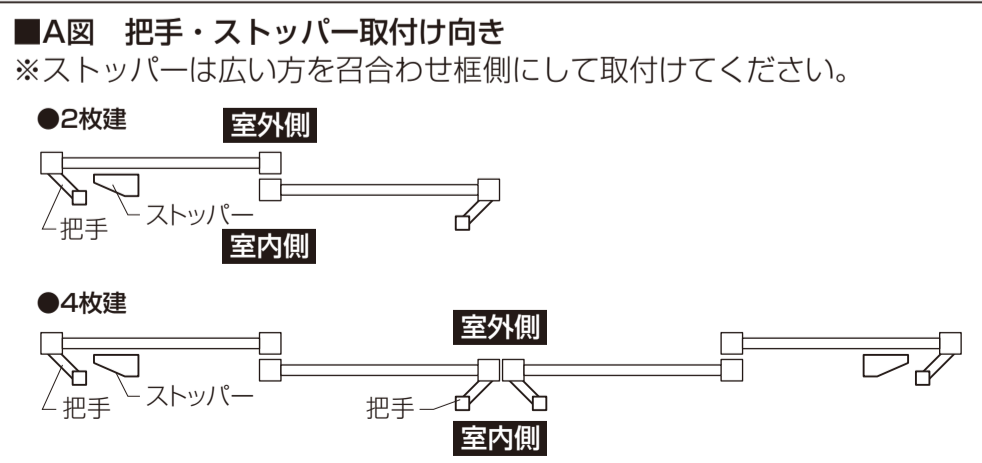 ■A図　把手・ストッパー取付け向き
※ストッパーは広い方を召合わせ框側にして取付けてください。
●2枚建
室外側
ストッパー
把手
室内側
●4枚建
室外側
ストッパー
把手
把手
室内側